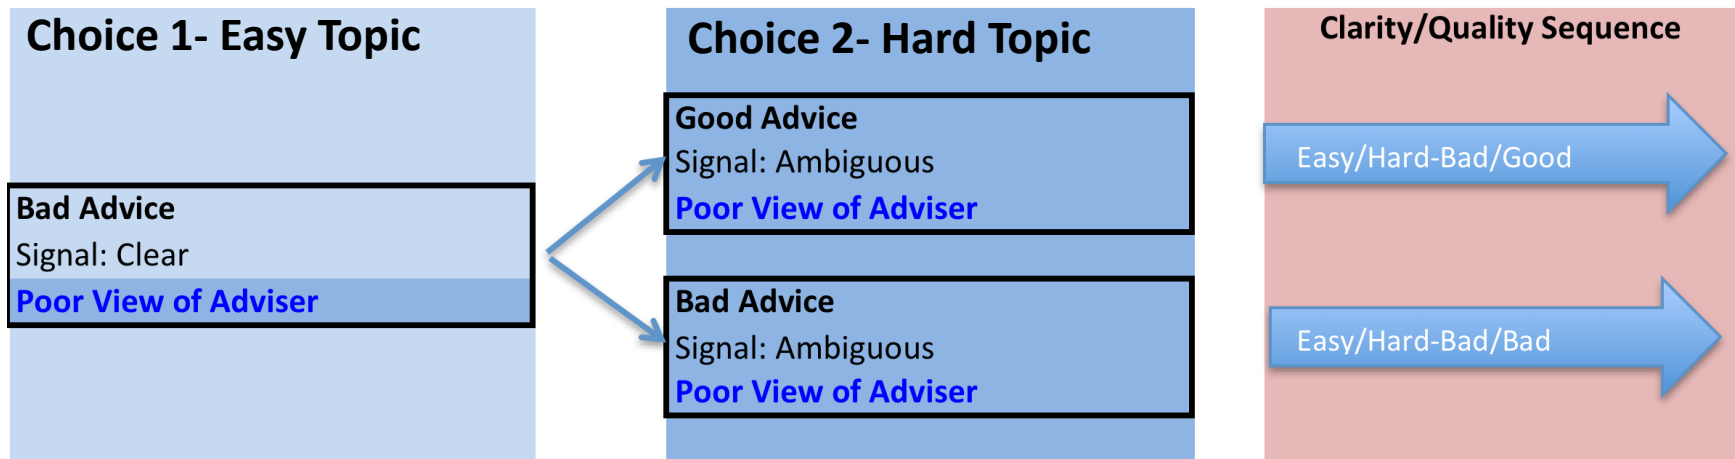 Choice 1- Easy Topic
Bad Advice
Signal: Clear
Poor View of Adviser
Choice 2- Hard Topic
Good Advice
Signal: Ambiguous
Poor View of Adviser
Bad Advice
Signal: Ambiguous
Poor View of Adviser
Clarity/Quality Sequence
Easy/Hard-Bad/Good
Easy/Hard-Bad/Bad